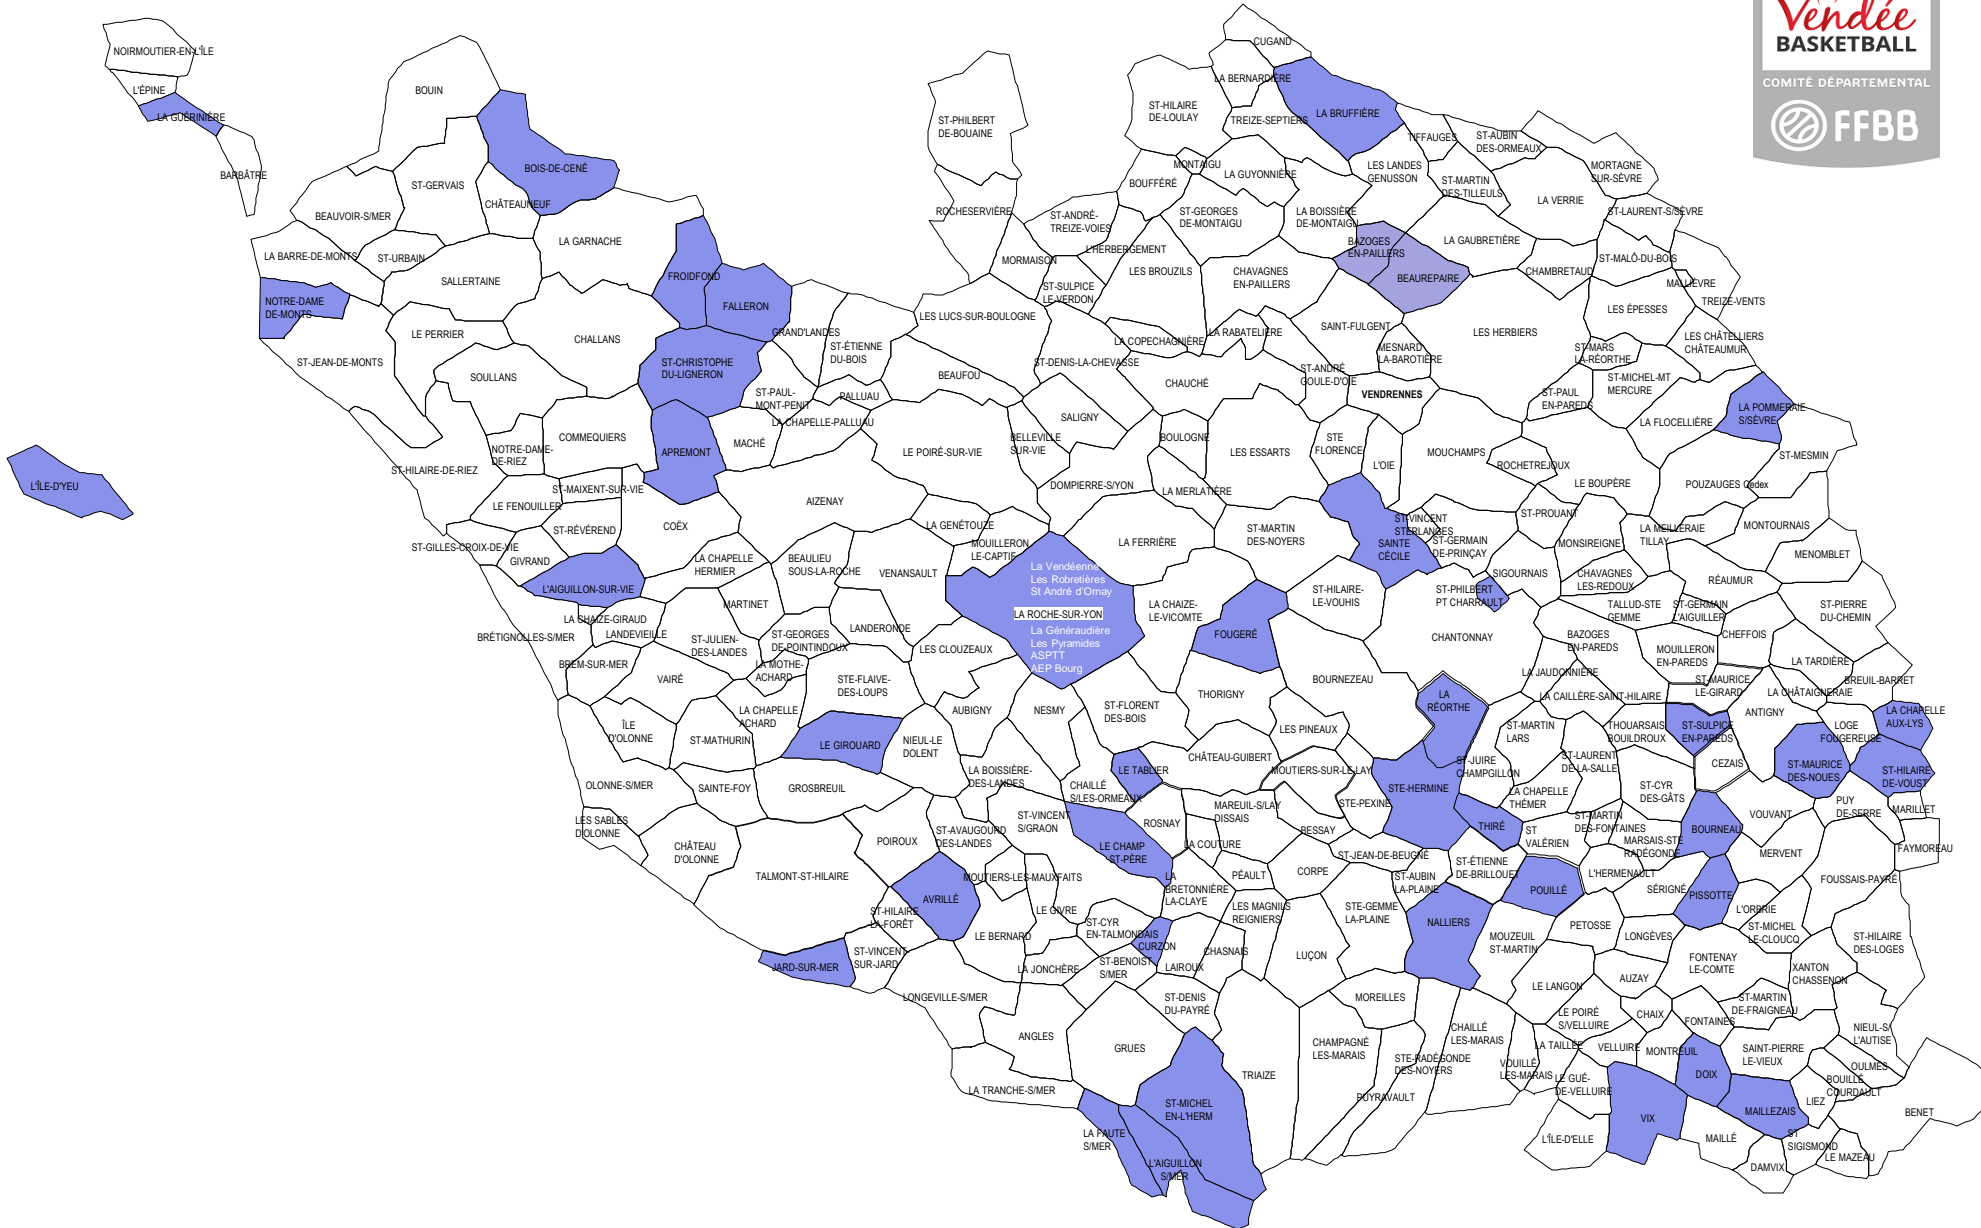 Vendée
BASKETBALL
COMITÉ DÉPARTEMENTAL
FFBB
NOIRMOUTIER-EN-L'ÎLE
L'ÉPINE
LA GUÉRINIÈRE
BARBÂTRE
BOUIN
BOIS-DE-CENÉ
ST-GERVAIS
CHÂTEAUNEUF
BEAUVOIR-S/MER
LA GARNACHE
LA BARRE-DE-MONTS
ST-URBAIN
SALLERTAINE
FROIDFOND
FALLERON
NOTRE-DAME
DE-MONTS
LE PERRIER
CHALLANS
ST-JEAN-DE-MONTS
SOULLANS
ST-CHRISTOPHE
DU-LIGNERON
GRAND'LANDES
ST-ÉTIENNE
DU-BOIS
ST-PAUL-
MONT-PENIT
PALLUAU
LA CHAPELLE-PALLUAU
COMMEQUIERS
APREMONT
MACHÉ
NOTRE-DAME-
DE-RIEZ
ST-HILAIRE-DE-RIEZ
ST-MAIXENT-SUR-VIE
LE FENOUILLER
ST-RÉVÉREND
COËX
AIZENAY
L'ÎLE-D'YEU
ST-GILLES-CROIX-DE-VIE
GIVRAND
L'AIGUILLON-SUR-VIE
LA CHAPELLE
HERMIER
BEAULIEU
SOUS-LA-ROCHE
VENANSAULT
LA GENÉTOUZE
MOUILLERON
LE-CAPTIF
LA CHAIZE-GIRAUD
LANDEVIEILLE
BRÉTIGNOLLES-S/MER
MARTINET
ST-JULIEN-
DES-LANDES
ST-GEORGES
DE-POINTINDOUX
LANDERONDE
LES CLOUZEAUX
BREM-SUR-MER
VAIRÉ
LA MOTHE-
ACHARD
STE-FLAIVE-
DES-LOUPS
AUBIGNY
NESMY
LA CHAPELLE
ACHARD
ÎLE
D'OLONNE
ST-MATHURIN
LE GIROUARD
NIEUL-LE
DOLENT
OLONNE-S/MER
SAINTE-FOY
GROSBREUIL
LA BOISSIÈRE-
DES-LANDES
LES SABLES
D'OLONNE
CHÂTEAU
D'OLONNE
TALMONT-ST-HILAIRE
POIROUX
ST-AVAUGOURD
DES-LANDES
ST-VINCENT
S/GRAON
AVRILLÉ
MOUTIERS-LES-MAUXFAITS
ST-HILAIRE
LA-FORÊT
LE GIVRE
LE BERNARD
JARD-SUR-MER
ST-VINCENT
SUR-JARD
LONGEVILLE-S/MER
LA JONCHÈRE
ANGLES
LA TRANCHE-S/MER
GRUES
ST-PHILBERT
DE-BOUAINE
ROCHESERVIÈRE
MORMAISON
ST-ANDRÉ-
TREIZE-VOIES
L'HERBERGEMENT
ST-SULPICE
LE-VERDON
LES LUCS-SUR-BOULOGNE
BEAUFOU
ST-DENIS-LA-CHEVASSE
SALIGNY
LE POIRÉ-SUR-VIE
BELLEVILLE
SUR-VIE
DOMPIERRE-S/YON
La Vendéenne
Les Robretières
St André d'Ornay
LA ROCHE-SUR-YON
La Généraudière
Les Pyramides
ASPTT
AEP Bourg
CUGAND
LA BERNARDIÈRE
ST-HILAIRE
DE-LOULAY
TREIZE-SEPTIERS
LA BRUFFIÈRE
MONTAIGU
BOUFFÉRÉ
LA GUYONNIÈRE
ST-GEORGES
DE-MONTAIGU
LA BOISSIÈRE
DE-MONTAIGU
TIFFAUGES
LES LANDES
GENUSSON
ST-AUBIN
DES-ORMEAUX
ST-MARTIN
DES-TILLEULS
MORTAGNE
SUR-SÈVRE
LA VERRIE
ST-LAURENT-S/SÈVRE
LES BROUZILS
CHAVAGNES
EN-PAILLERS
BAZOGES
EN-PAILLERS
BEAUREPAIRE
LA GAUBRETIÈRE
CHAMBRETAUD
ST-MALÔ-DU-BOIS
MALLIÈVRE
TREIZE-VENTS
LES ÉPESSES
LES HERBIERS
LES CHÂTELLIERS
CHÂTEAUMUR
LA COPECHAGNIÈRE
LA RABATELIÈRE
SAINT-FULGENT
MESNARD
LA-BAROTIÈRE
ST-ANDRÉ
GOULE-D'OIE
VENDRENNES
CHAUCHÉ
ST-MARS
LA-RÉORTHE
ST-MICHEL-MT
MERCURE
ST-PAUL
EN-PAREDS
LA FLOCELLIÈRE
LA POMMERAIE
S/SÈVRE
ST-MESMIN
BOULOGNE
LES ESSARTS
STE
FLORENCE
L'OIE
MOUCHAMPS
ROCHETREJOUX
LE BOUPÈRE
POUZAUGES Cedex
LA MERLATIÈRE
LA FERRIÈRE
ST-MARTIN
DES-NOYERS
ST-VINCENT
STERLANGES
SAINTE
CÉCILE
ST-GERMAIN
DE-PRINÇAY
ST-PROUANT
MONSIREIGNE
LA MEILLERAIE
TILLAY
MONTOURNAIS
MENOMBLET
RÉAUMUR
SIGOURNAIS
CHAVAGNES
LES-REDOUX
ST-PHILBERT
PT CHARRAULT
ST-HILAIRE-
LE-VOUHIS
LA CHAIZE-
LE-VICOMTE
FOUGERÉ
CHANTONNAY
TALLUD-STE
GEMME
ST-GERMAIN
L'AIGUILLER
ST-PIERRE
DU-CHEMIN
BAZOGES
EN-PAREDS
MOUILLERON
EN-PAREDS
CHEFFOIS
LA TARDIÈRE
BREUIL-BARRET
LA JAUDONNIÈRE
LA CAILLÈRE-SAINT-HILAIRE
ST-MAURICE
LE-GIRARD
LA CHÂTAIGNERAIE
BOURNEZEAU
THORIGNY
ST-FLORENT
DES-BOIS
LES PINEAUX
LA
RÉORTHE
ST-MARTIN
LARS
THOUARSAIS
BOUILDROUX
ST-SULPICE
EN-PAREDS
ANTIGNY
LOGE
FOUGEREUSE
LA CHAPELLE
AUX-LYS
CEZAIS
ST-MAURICE
DES-NOUES
ST-HILAIRE
DE-VOUST
LE TABLIER
CHÂTEAU-GUIBERT
MOUTIERS-SUR-LE-LAY
CHAILLÉ
S/LES-ORMEAUX
ST-JUIRE
CHAMPGILLON
ST-LAURENT
DE-LA-SALLE
ST-CYR
DES-GÂTS
STE-HERMINE
STE-PEXINE
LA CHAPELLE
THÉMER
MAREUIL-S/LAY
DISSAIS
ROSNAY
BESSAY
THIRÉ
ST
VALÉRIEN
ST-MARTIN
DES-FONTAINES
MARSAIS-STE
RADÉGONDE
BOURNEAU
VOUVANT
PUY
DE-SERRE
MARILLET
FAYMOREAU
LE CHAMP
ST-PÈRE
LA COUTURE
PÉAULT
CORPE
ST-JEAN-DE-BEUGNÉ
ST-AUBIN
LA-PLAINE
ST-ÉTIENNE
DE-BRILLOUET
POUILLÉ
L'HERMENAULT
SÉRIGNÉ
PISSOTTE
MERVENT
FOUSSAIS-PAYRÉ
LA
BRETONNIÈRE
LA-CLAYE
LES MAGNILS
REIGNIERS
STE-GEMME
LA-PLAINE
NALLIERS
MOUZEUIL
ST-MARTIN
PETOSSE
LONGÈVES
L'ORBRIE
ST-MICHEL
LE-CLOUCQ
ST-HILAIRE
DES-LOGES
ST-CYR
EN-TALMONDAIS
CURZON
CHASNAIS
LUÇON
ST-BENOIST
S/MER
LAIROUX
FONTENAY
LE-COMTE
AUZAY
XANTON
CHASSENON
ST-DENIS
DU-PAYRÉ
MOREILLES
LE LANGON
LE POIRÉ
S/VELLUIRE
CHAIX
FONTAINES
ST-MARTIN
DE-FRAIGNEAU
NIEUL-S/
L'AUTISE
CHAILLÉ
LES-MARAIS
CHAMPAGNÉ
LES-MARAIS
STE-RADÉGONDE
DES-NOYERS
VOUILLÉ
LES-MARAIS
LA TAILLÉE
VELLUIRE
MONTREUIL
SAINT-PIERRE
LE-VIEUX
OULMES
BOUILLÉ
COURDAULT
TRIAIZE
PUYRAVAULT
LE GUÉ-
DE-VELLUIRE
DOIX
MAILLEZAIS
LIEZ
BENET
ST-MICHEL
EN-L'HERM
LA FAUTE
S/MER
L'AIGUILLON
S/MER
L'ÎLE-D'ELLE
VIX
MAILLÉ
ST
SIGISMOND
LE MAZEAU
DAMVIX